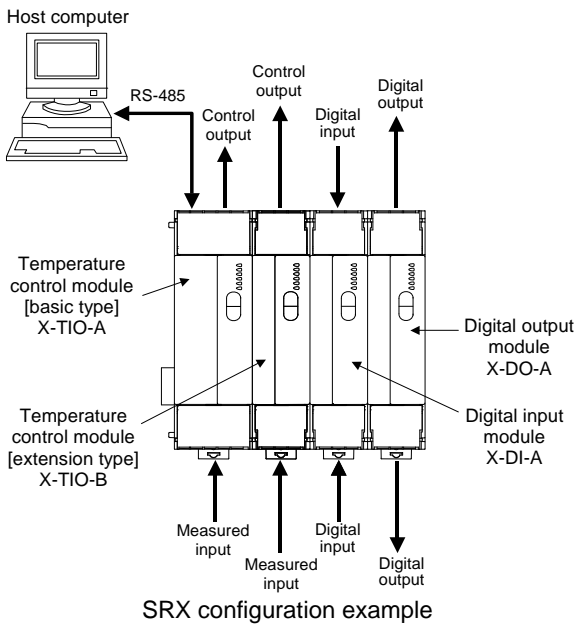 Host computer
RS-485
Control
output
Control
output
Digital
input
Digital
output
Temperature
control module
[basic type]
X-TIO-A
Temperature
control module
[extension type]
X-TIO-B
Digital output
module
X-DO-A
Digital input
module
X-DI-A
Measured
input
Measured
input
Digital
input
Digital
output
SRX configuration example